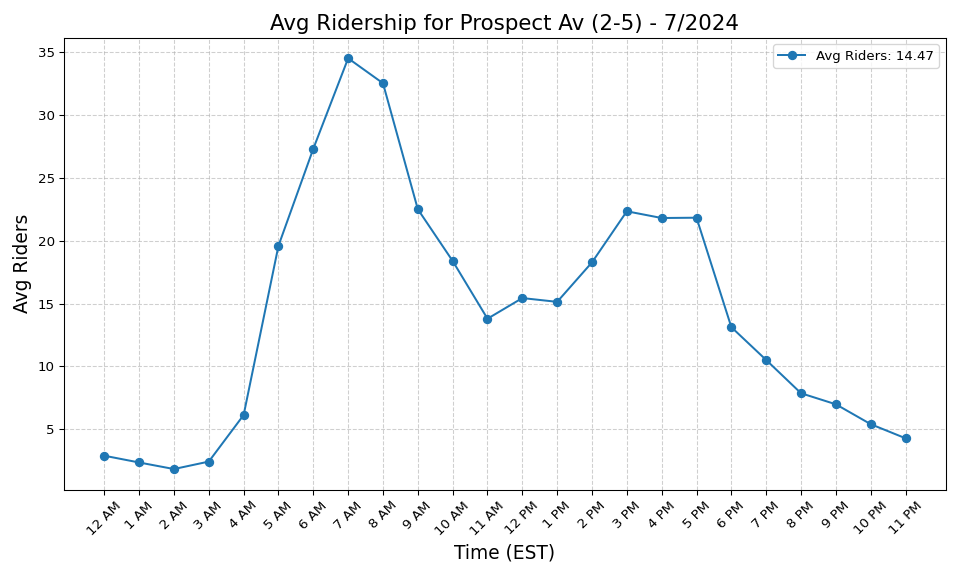 Avg Ridership for Prospect Av (2-5) - 7/2024
Avg Riders: 14.47
Avg Riders
35
30
25
20
15
10
5
12 AM
1 AM
2 AM
3 AM
4 AM
5 AM
6 AM
7 AM
8 AM
9 AM
10 AM
11 AM
12 PM
1 PM
2 PM
3 PM
4 PM
5 PM
6 PM
7 PM
8 PM
9 PM
10 PM
11 PM
Time (EST)